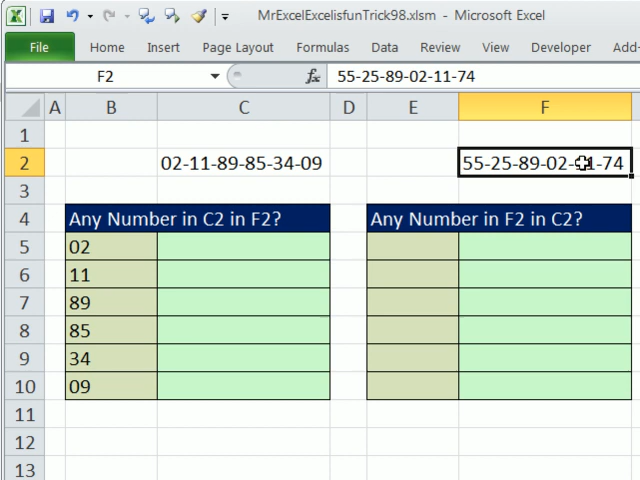 MrExcelExcelisfunTrick98.xlsm - Microsoft Excel
File Home Insert Page Layout Formulas Data Review View Developer Add-
F2 fx 55-25-89-02-11-74
A B C D E F
1
2 02-11-89-85-34-09 55-25-89-02-11-74
3
4 Any Number in C2 in F2? Any Number in F2 in C2?
5 02
6 11
7 89
8 85
9 34
10 09
11
12
13